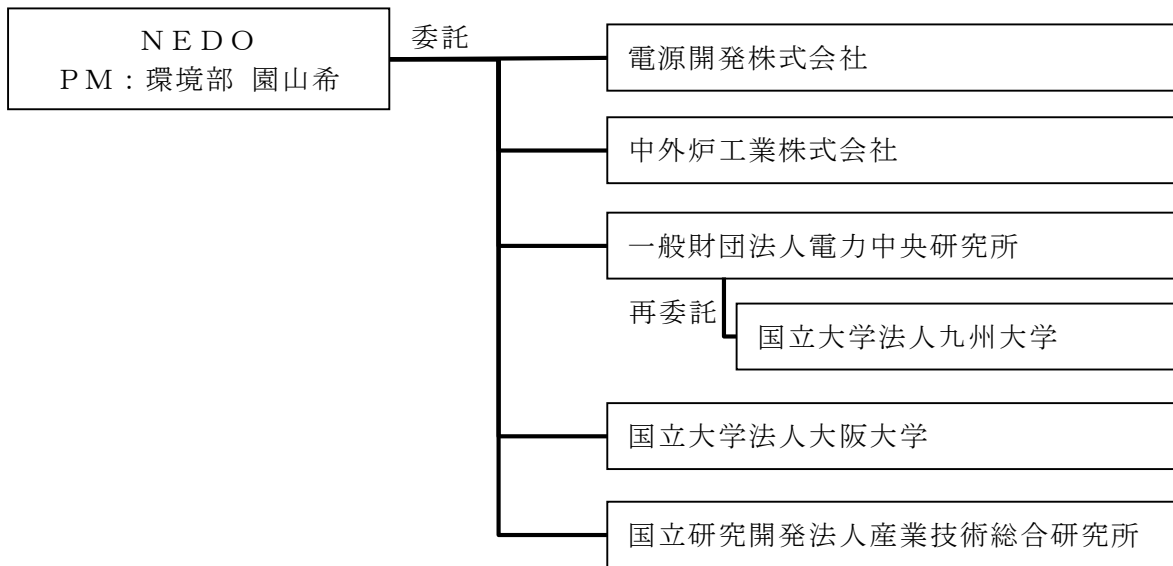 ＮＥＤＯ
ＰＭ：環境部 園山希
委託
電源開発株式会社
中外炉工業株式会社
一般財団法人電力中央研究所
再委託
国立大学法人九州大学
国立大学法人大阪大学
国立研究開発法人産業技術総合研究所